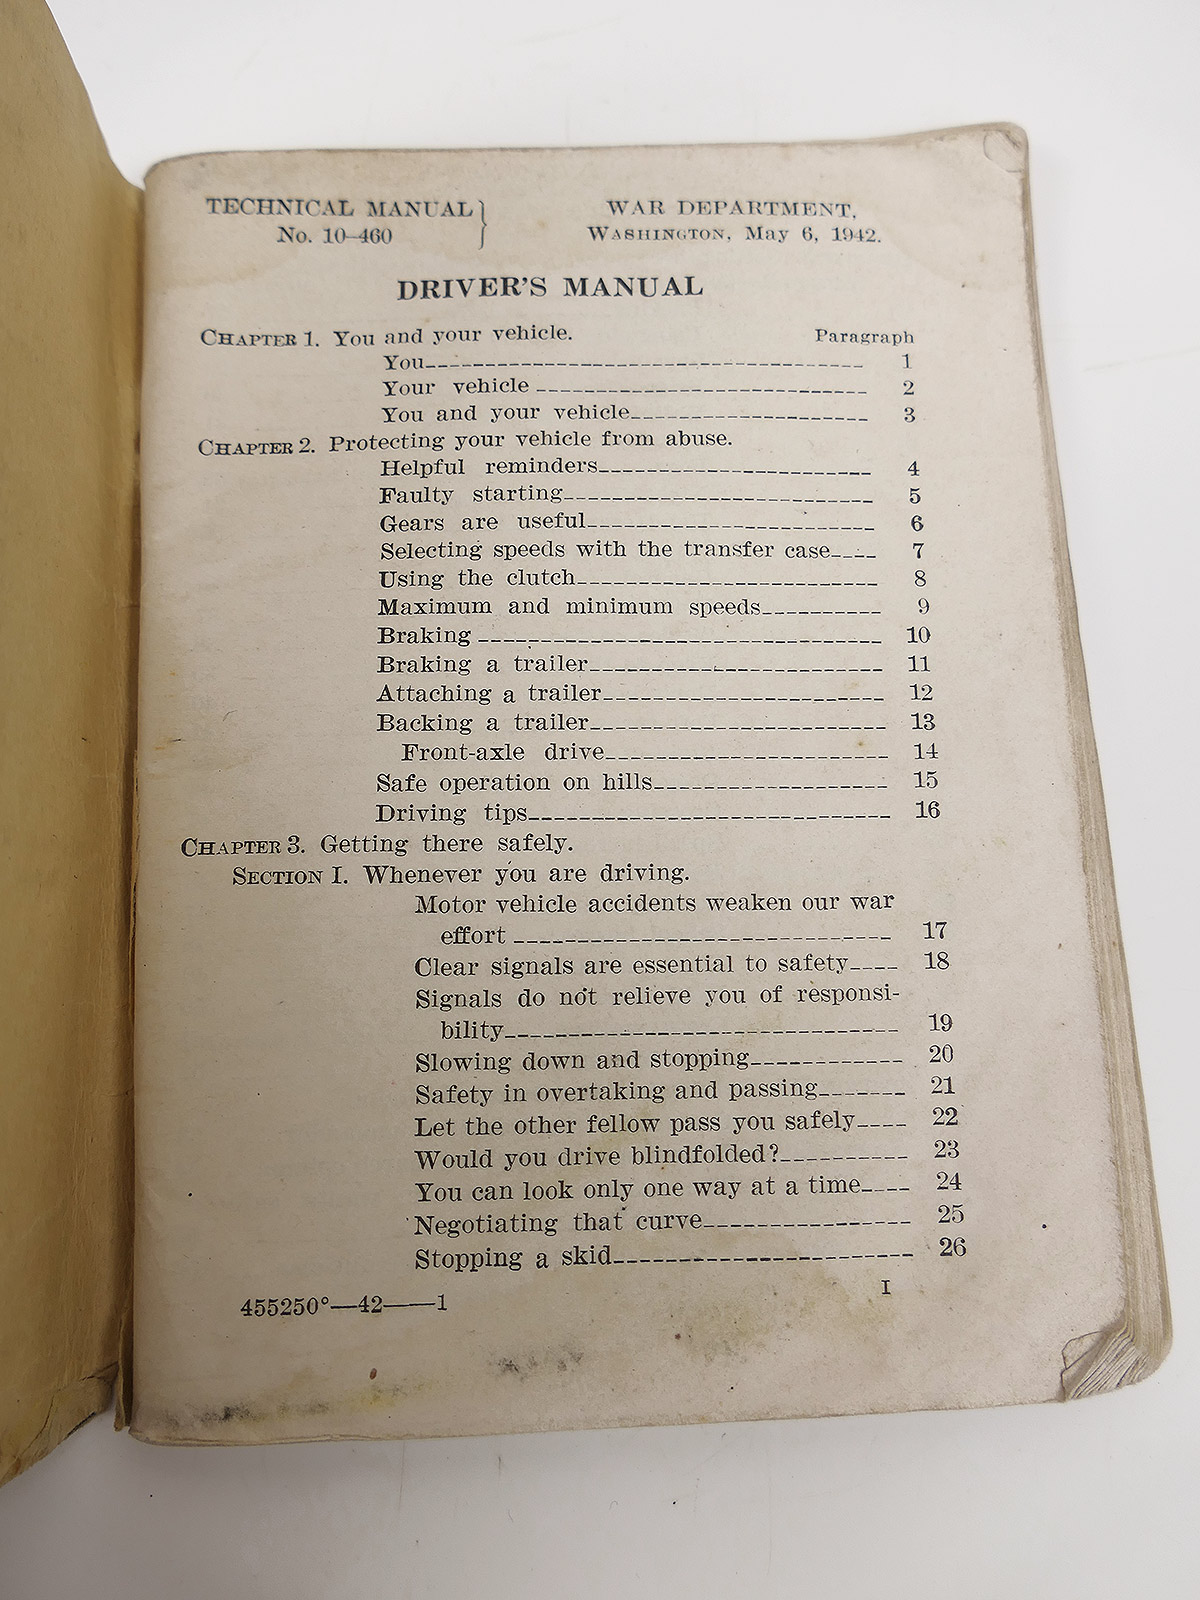 TECHNICAL MANUAL }
No. 10-460
WAR DEPARTMENT,
WASHINGTON, May 6, 1942.
DRIVER'S MANUAL
CHAPTER 1. You and your vehicle. Paragraph
You 1
Your vehicle 2
You and your vehicle 3
CHAPTER 2. Protecting your vehicle from abuse.
Helpful reminders 4
Faulty starting 5
Gears are useful 6
Selecting speeds with the transfer case 7
Using the clutch 8
Maximum and minimum speeds 9
Braking 10
Braking a trailer 11
Attaching a trailer 12
Backing a trailer 13
Front-axle drive 14
Safe operation on hills 15
Driving tips 16
CHAPTER 3. Getting there safely.
SECTION I. Whenever you are driving.
Motor vehicle accidents weaken our war
effort 17
Clear signals are essential to safety 18
Signals do not relieve you of responsi-
bility 19
Slowing down and stopping 20
Safety in overtaking and passing 21
Let the other fellow pass you safely 22
Would you drive blindfolded? 23
You can look only one way at a time 24
Negotiating that curve 25
Stopping a skid 26
455250°—42——1
I